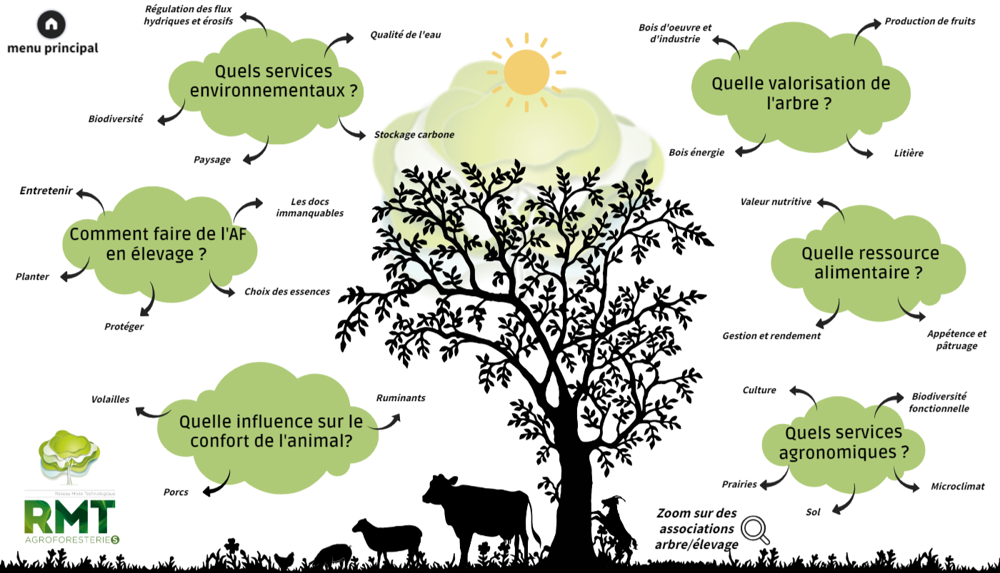 menu principal
Régulation des flux
hydriques et érosifs
Qualité de l'eau
Quels services
environnementaux ?
Biodiversité
Stockage carbone
Paysage
Bois d'oeuvre et
d'industrie
Production de fruits
Quelle valorisation de
l'arbre ?
Bois énergie
Litière
Entretenir
Les docs
immanquables
Comment faire de l'AF
en élevage ?
Planter
Choix des essences
Protéger
Valeur nutritive
Quelle ressource
alimentaire ?
Gestion et rendement
Appétence et
pâtruage
Volailles
Ruminants
Quelle influence sur le
confort de l'animal?
Porcs
Culture
Biodiversité
fonctionnelle
Quels services
agronomiques ?
Prairies
Microclimat
Sol
Zoom sur des
associations
arbre/élevage
Réseau Mixte Technologique
RMT
AGROFORESTERIES